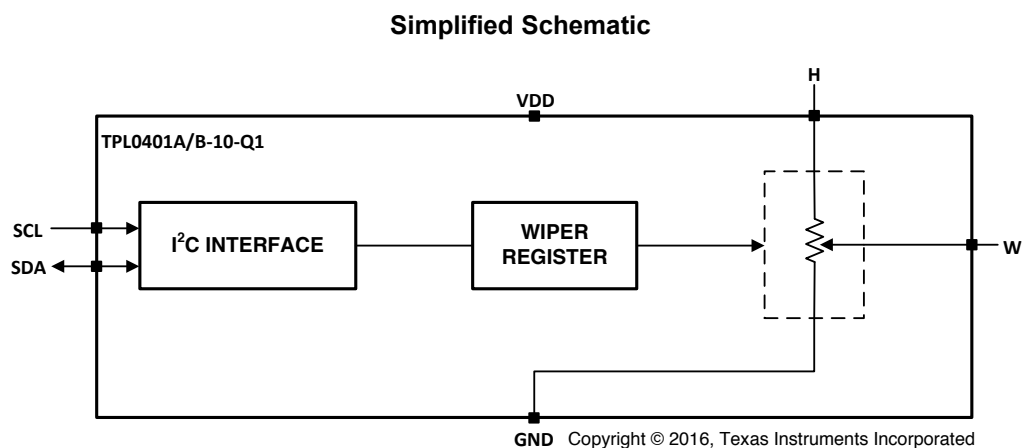 Simplified Schematic
H
VDD
TPL0401A/B-10-Q1
SCL
SDA
I²C INTERFACE
WIPER
REGISTER
W
GND
Copyright © 2016, Texas Instruments Incorporated